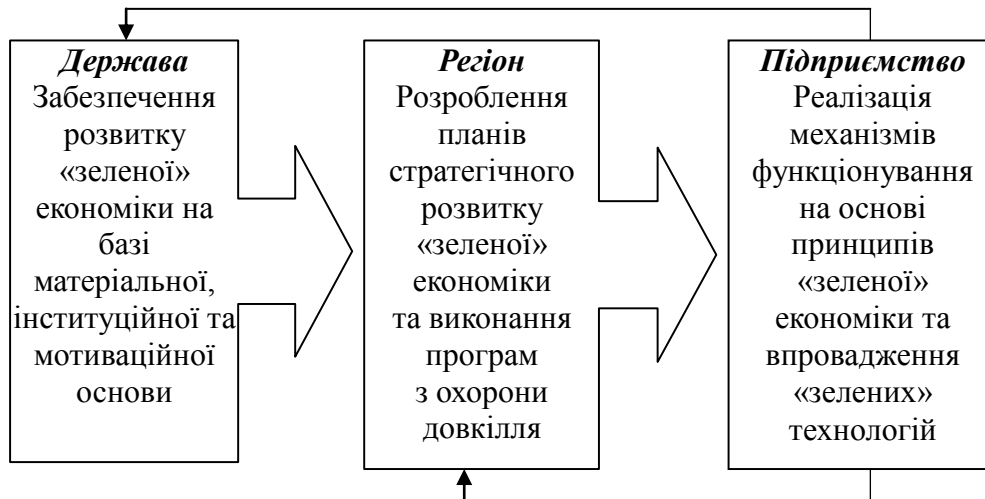 Держава
Забезпечення
розвитку
«зеленої»
економіки на
базі
матеріальної,
інституційної та
мотиваційної
основи
Регіон
Розроблення
планів
стратегічного
розвитку
«зеленої»
економіки
та виконання
програм
з охорони
довкілля
Підприємство
Реалізація
механізмів
функціонування
на основі
принципів
«зеленої»
економіки та
впровадження
«зелених»
технологій